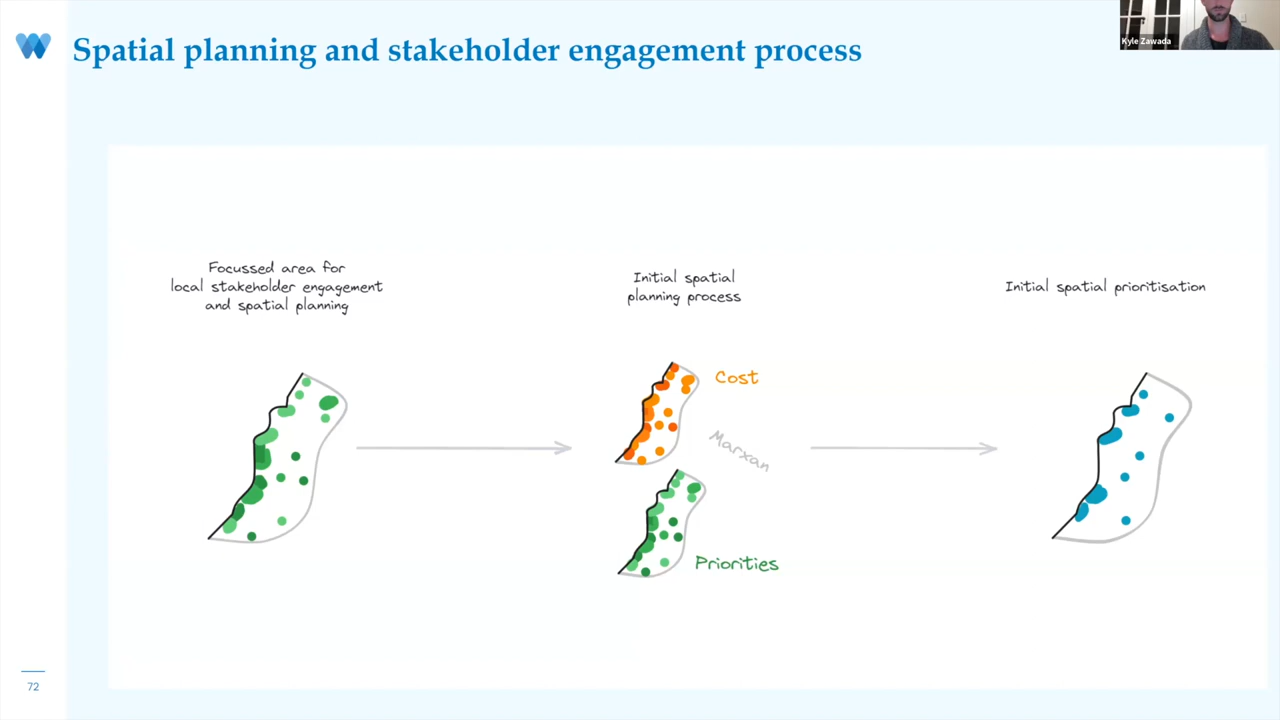 Spatial planning and stakeholder engagement process
Kyle Zawada
Focussed area for
local stakeholder engagement
and spatial planning
Initial spatial
planning process
Initial spatial prioritisation
Cost
Marxan
Priorities
72